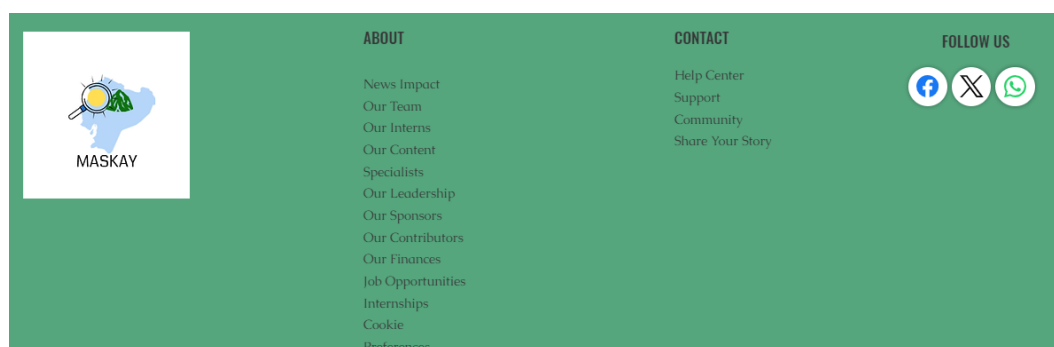 MASKAY
ABOUT
News Impact
Our Team
Our Interns
Our Content
Specialists
Our Leadership
Our Sponsors
Our Contributors
Our Finances
Job Opportunities
Internships
Cookie
Preferences
CONTACT
Help Center
Support
Community
Share Your Story
FOLLOW US